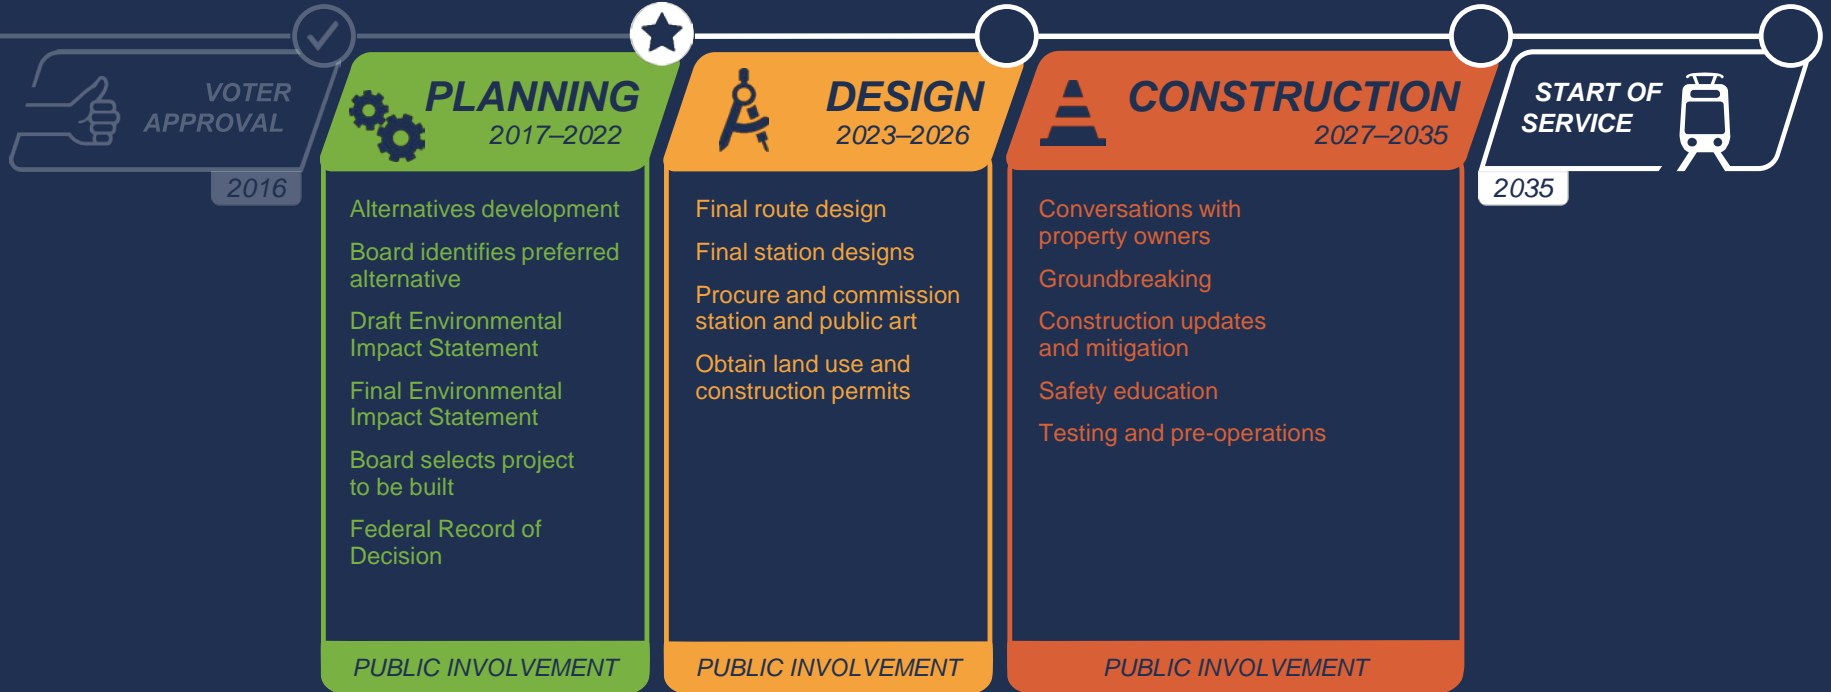 VOTER
APPROVAL
2016
PLANNING
2017–2022
Alternatives development
Board identifies preferred
alternative
Draft Environmental
Impact Statement
Final Environmental
Impact Statement
Board selects project
to be built
Federal Record of
Decision
PUBLIC INVOLVEMENT
DESIGN
2023–2026
Final route design
Final station designs
Procure and commission
station and public art
Obtain land use and
construction permits
PUBLIC INVOLVEMENT
CONSTRUCTION
2027–2035
Conversations with
property owners
Groundbreaking
Construction updates
and mitigation
Safety education
Testing and pre-operations
PUBLIC INVOLVEMENT
START OF
SERVICE
2035